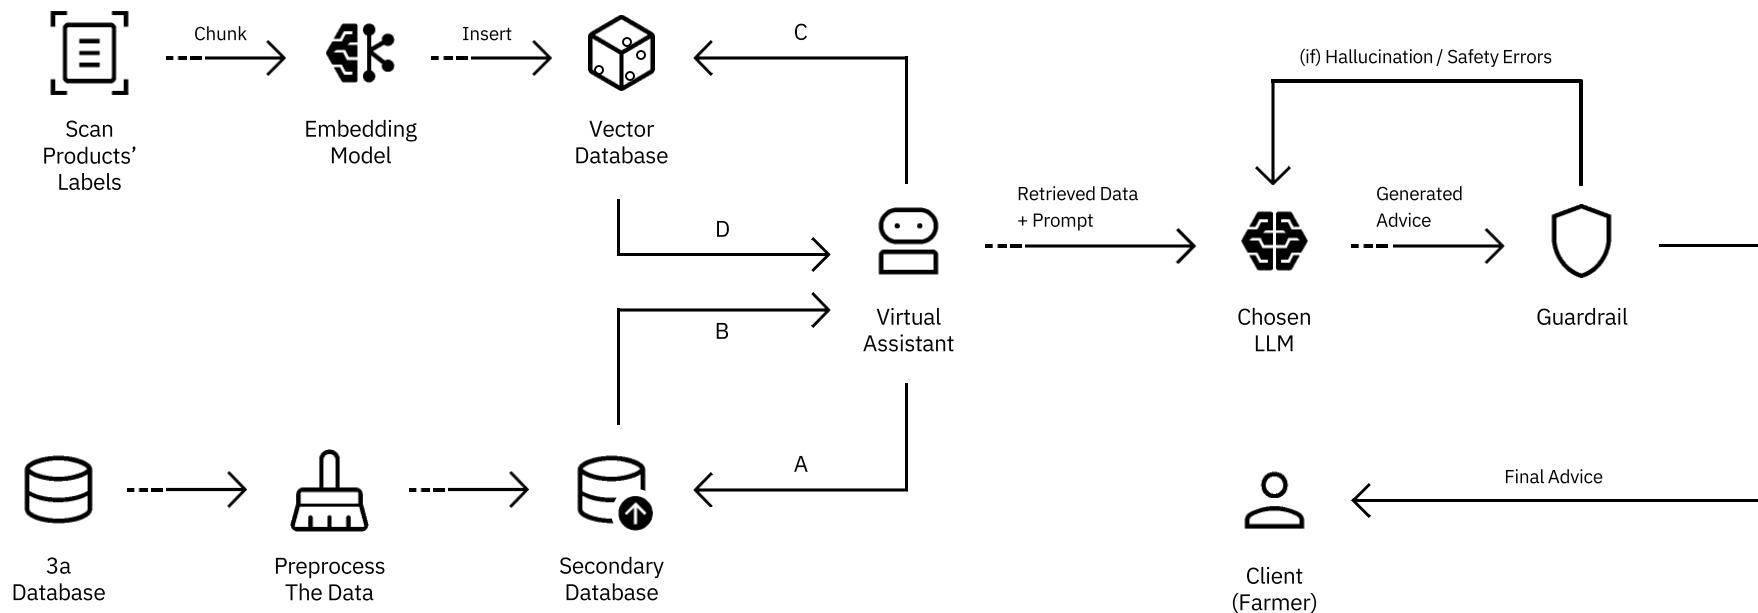 Chunk
Insert
C
(if) Hallucination / Safety Errors
Scan
Products’
Labels
Embedding
Model
Vector
Database
D
B
Retrieved Data
+ Prompt
Generated
Advice
Virtual
Assistant
Chosen
LLM
Guardrail
A
Final Advice
3a
Database
Preprocess
The Data
Secondary
Database
Client
(Farmer)